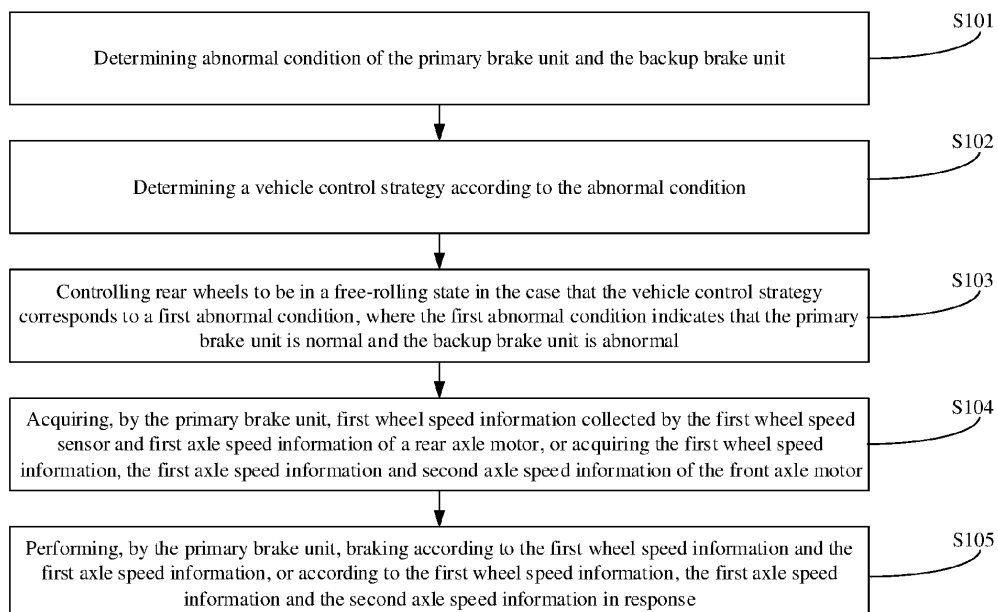 S101
Determining abnormal condition of the primary brake unit and the backup brake unit
S102
Determining a vehicle control strategy according to the abnormal condition
S103
Controlling rear wheels to be in a free-rolling state in the case that the vehicle control strategy
corresponds to a first abnormal condition, where the first abnormal condition indicates that the primary
brake unit is normal and the backup brake unit is abnormal
S104
Acquiring, by the primary brake unit, first wheel speed information collected by the first wheel speed
sensor and first axle speed information of a rear axle motor, or acquiring the first wheel speed
information, the first axle speed information and second axle speed information of the front axle motor
S105
Performing, by the primary brake unit, braking according to the first wheel speed information and the
first axle speed information, or according to the first wheel speed information, the first axle speed
information and the second axle speed information in response